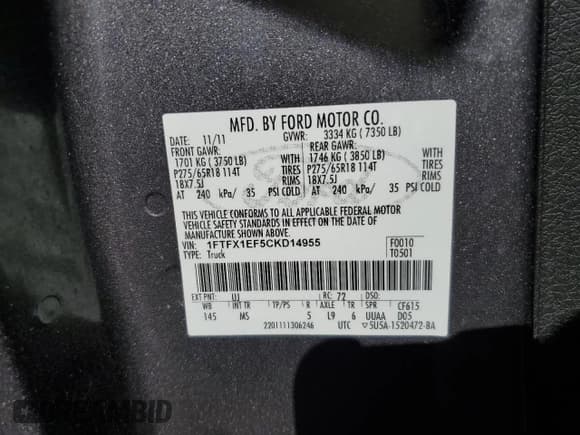 MFD. BY FORD MOTOR CO.
DATE: 11/11 GVWR: 3334 KG ( 7350 LB)
FRONT GAWR: REAR GAWR:
1701 KG ( 3750 LB) WITH 1746 KG ( 3850 LB) WITH
P275/65R18 114T TIRES P275/65R18 114T TIRES
18X7.5J RIMS 18X7.5J RIMS
AT 240 kPa/ 35 PSI COLD AT 240 kPa/ 35 PSI COLD
THIS VEHICLE CONFORMS TO ALL APPLICABLE FEDERAL MOTOR
VEHICLE SAFETY STANDARDS IN EFFECT ON THE DATE OF
MANUFACTURE SHOWN ABOVE.
VIN: 1FTFX1EF5CKD14955 F0010
TYPE: Truck T0501
EXT PNT: UJ RC: 72 DSO:
WB INT TR TP/PS R AXLE TR SPR CF615
145 MS 5 L9 6 UUAA D05
2201111306246 UTC ▽5U5A-1520472-BA
CLEARAMBID